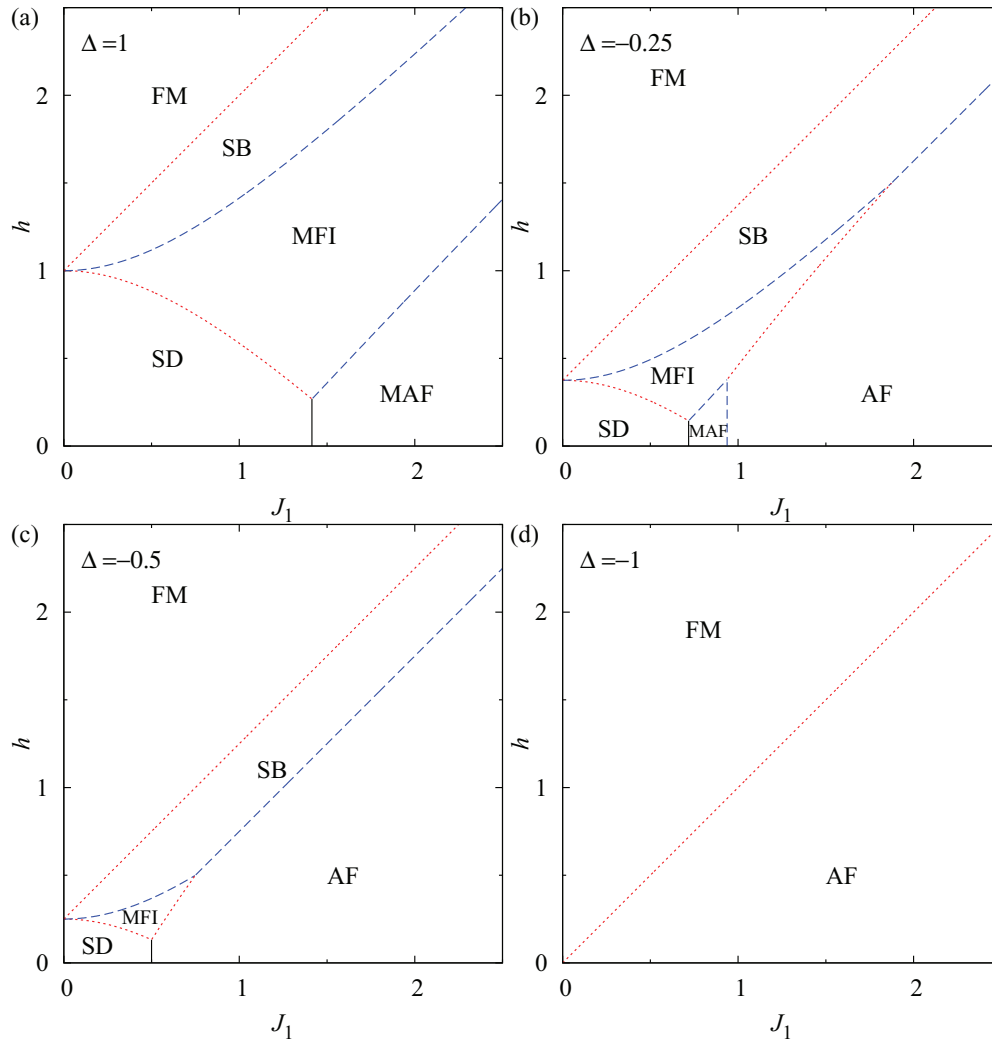 (a)
Δ=1
FM
SB
MFI
SD
MAF
h
0
1
2
0
1
2
J1
(b)
Δ=−0.25
FM
SB
MFI
AF
SD
MAF
h
0
1
2
0
1
2
J1
(c)
Δ=−0.5
FM
SB
AF
MFI
SD
h
0
1
2
0
1
2
J1
(d)
Δ=−1
FM
AF
h
0
1
2
0
1
2
J1